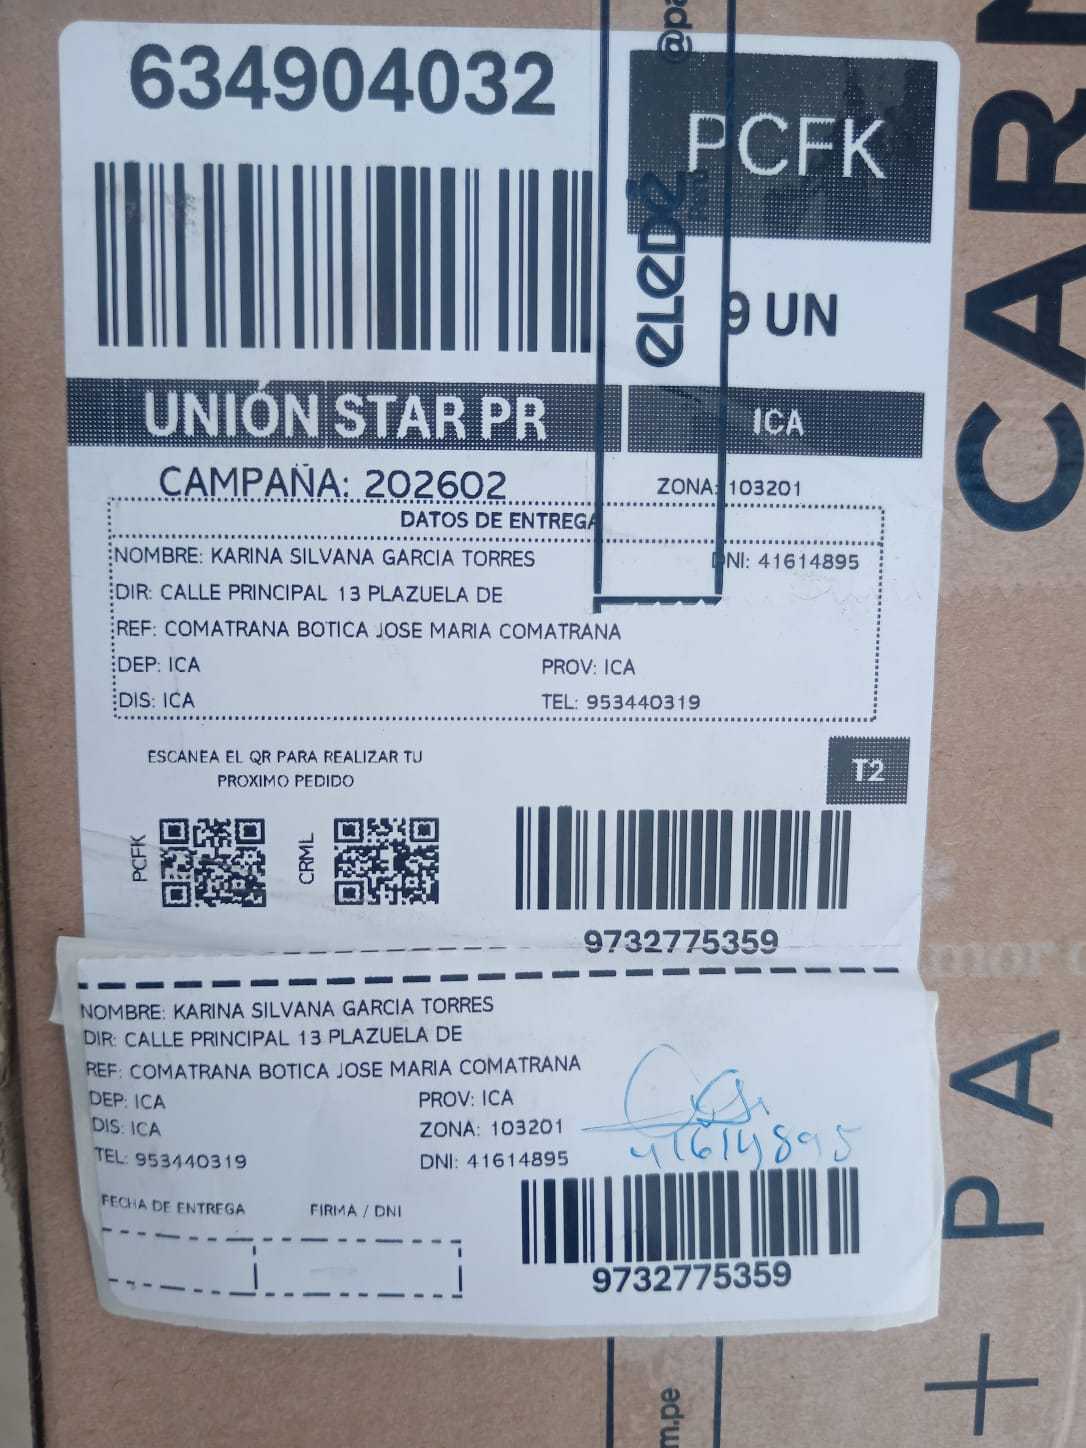 634904032
PCFK
eLeDé
9 UN
UNIÓN STAR PR
ICA
CAMPAÑA: 202602
ZONA: 103201
DATOS DE ENTREGA
NOMBRE: KARINA SILVANA GARCIA TORRES
DNI: 41614895
DIR: CALLE PRINCIPAL 13 PLAZUELA DE
REF: COMATRANA BOTICA JOSE MARIA COMATRANA
DEP: ICA
PROV: ICA
DIS: ICA
TEL: 953440319
ESCANEA EL QR PARA REALIZAR TU
PROXIMO PEDIDO
T2
PCFK
CRML
9732775359
NOMBRE: KARINA SILVANA GARCIA TORRES
DIR: CALLE PRINCIPAL 13 PLAZUELA DE
REF: COMATRANA BOTICA JOSE MARIA COMATRANA
DEP: ICA
PROV: ICA
DIS: ICA
ZONA: 103201
TEL: 953440319
DNI: 41614895
41614895
FECHA DE ENTREGA
FIRMA / DNI
9732775359
+ PA